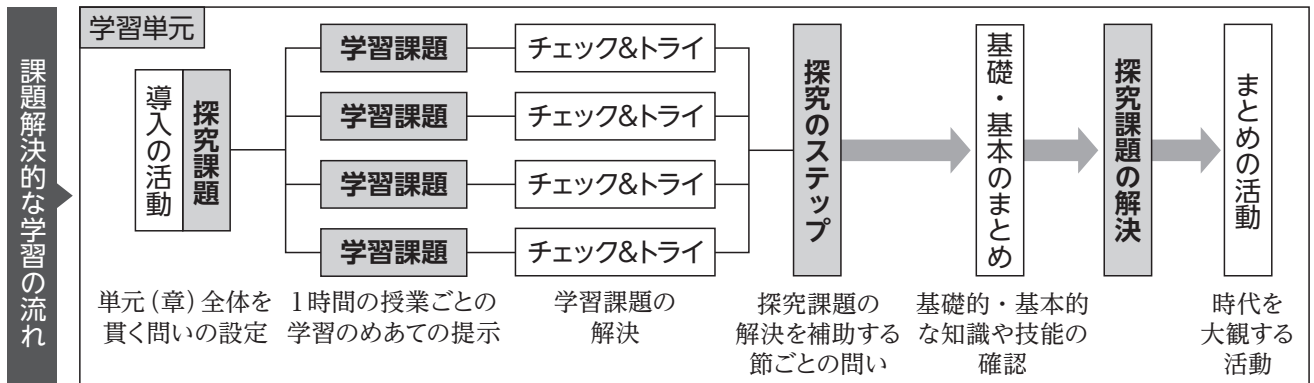 課題解決的な学習の流れ
学習単元
導入の活動
探究課題
学習課題
チェック&トライ
学習課題
チェック&トライ
学習課題
チェック&トライ
学習課題
チェック&トライ
探究のステップ
基礎・基本のまとめ
探究課題の解決
まとめの活動
単元（章）全体を
貫く問いの設定
1時間の授業ごとの
学習のめあての提示
学習課題の
解決
探究課題の
解決を補助する
節ごとの問い
基礎的・基本的
な知識や技能の
確認
時代を
大観する
活動